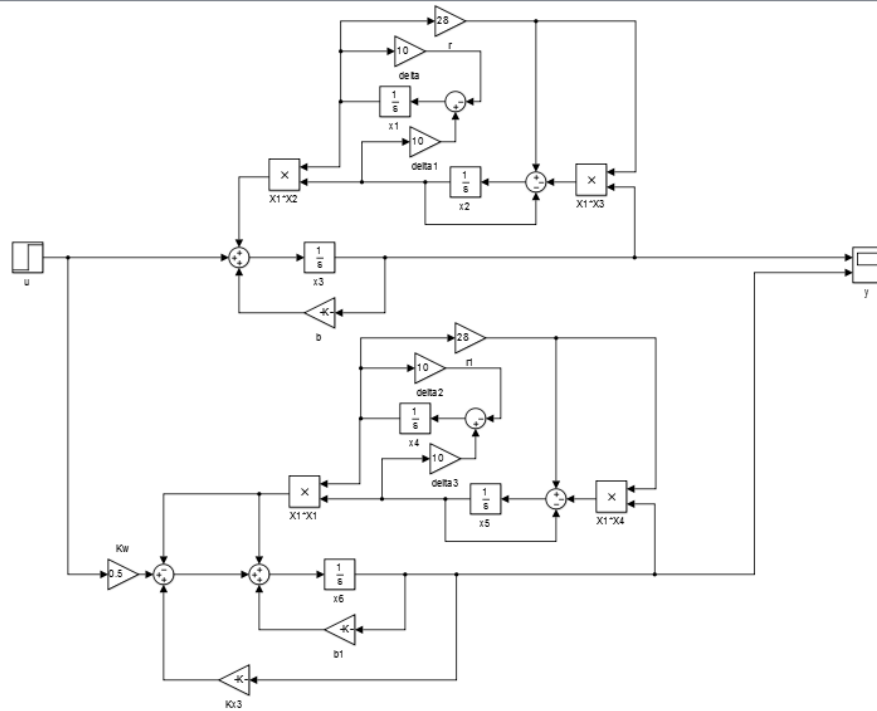 28
r
10
delta
1
s
x1
10
delta1
×
X1*X2
1
s
x2
×
X1*X3
u
1
s
x3
y
-K-
b
28
r1
10
delta2
1
s
x4
10
delta3
×
X1*X1
1
s
x5
×
X1*X4
Kw
0.5
1
s
x6
-K-
b1
-K-
Kx3